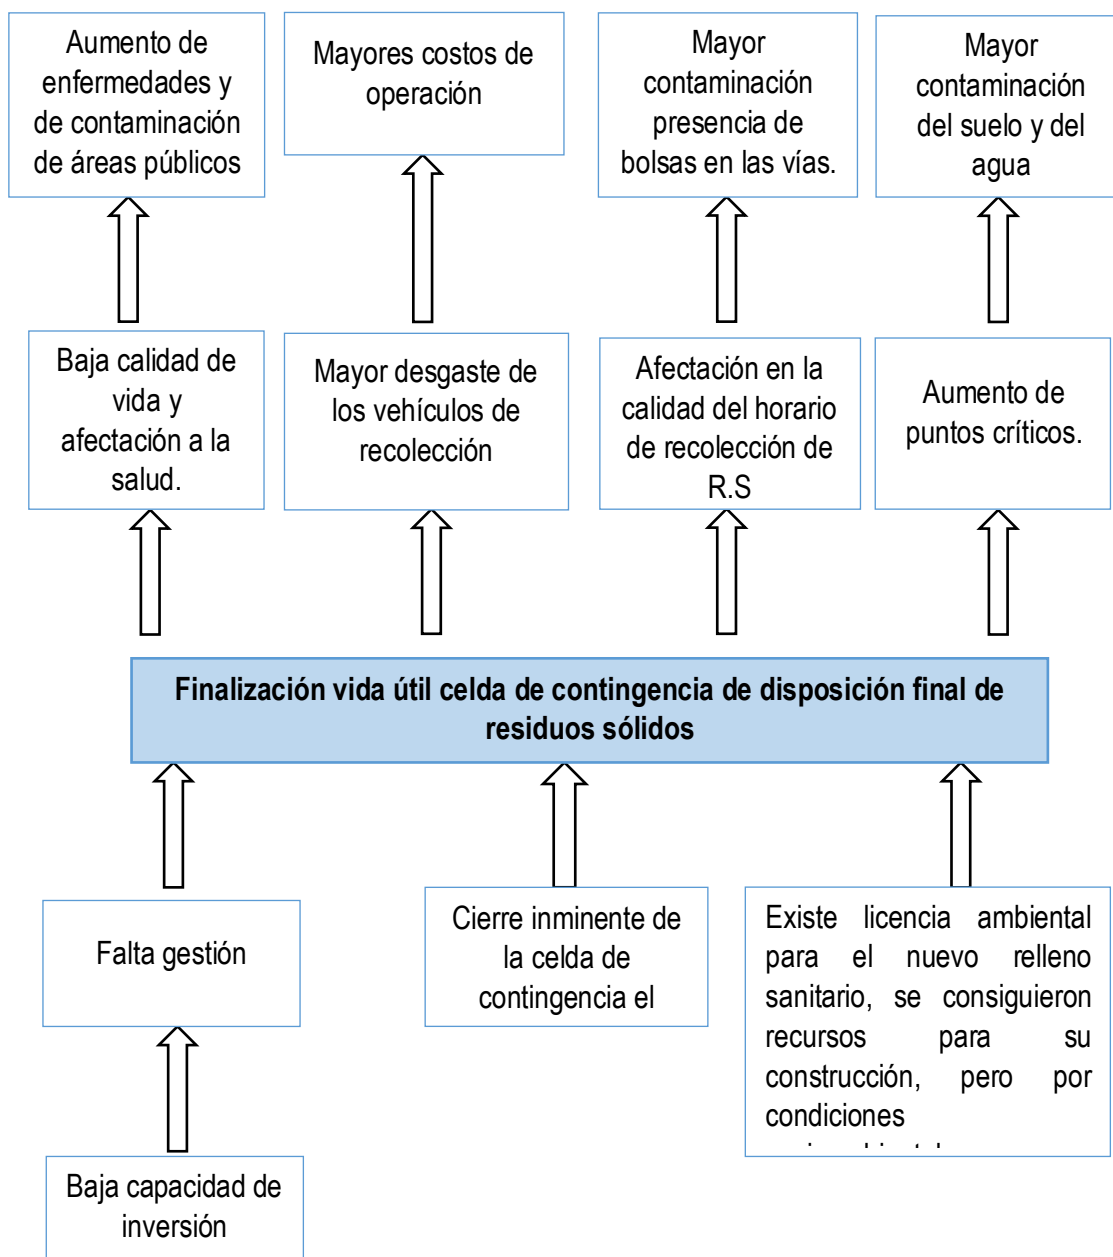 Aumento de
enfermedades y
de contaminación
de áreas públicos
Mayores costos de
operación
Mayor
contaminación
presencia de
bolsas en las vías.
Mayor
contaminación
del suelo y del
agua
Baja calidad de
vida y
afectación a la
salud.
Mayor desgaste de
los vehículos de
recolección
Afectación en la
calidad del horario
de recolección de
R.S
Aumento de
puntos críticos.
Finalización vida útil celda de contingencia de disposición final de
residuos sólidos
Falta gestión
Cierre inminente de
la celda de
contingencia el
Existe licencia ambiental
para el nuevo relleno
sanitario, se consiguieron
recursos para su
construcción, pero por
condiciones
Baja capacidad de
inversión